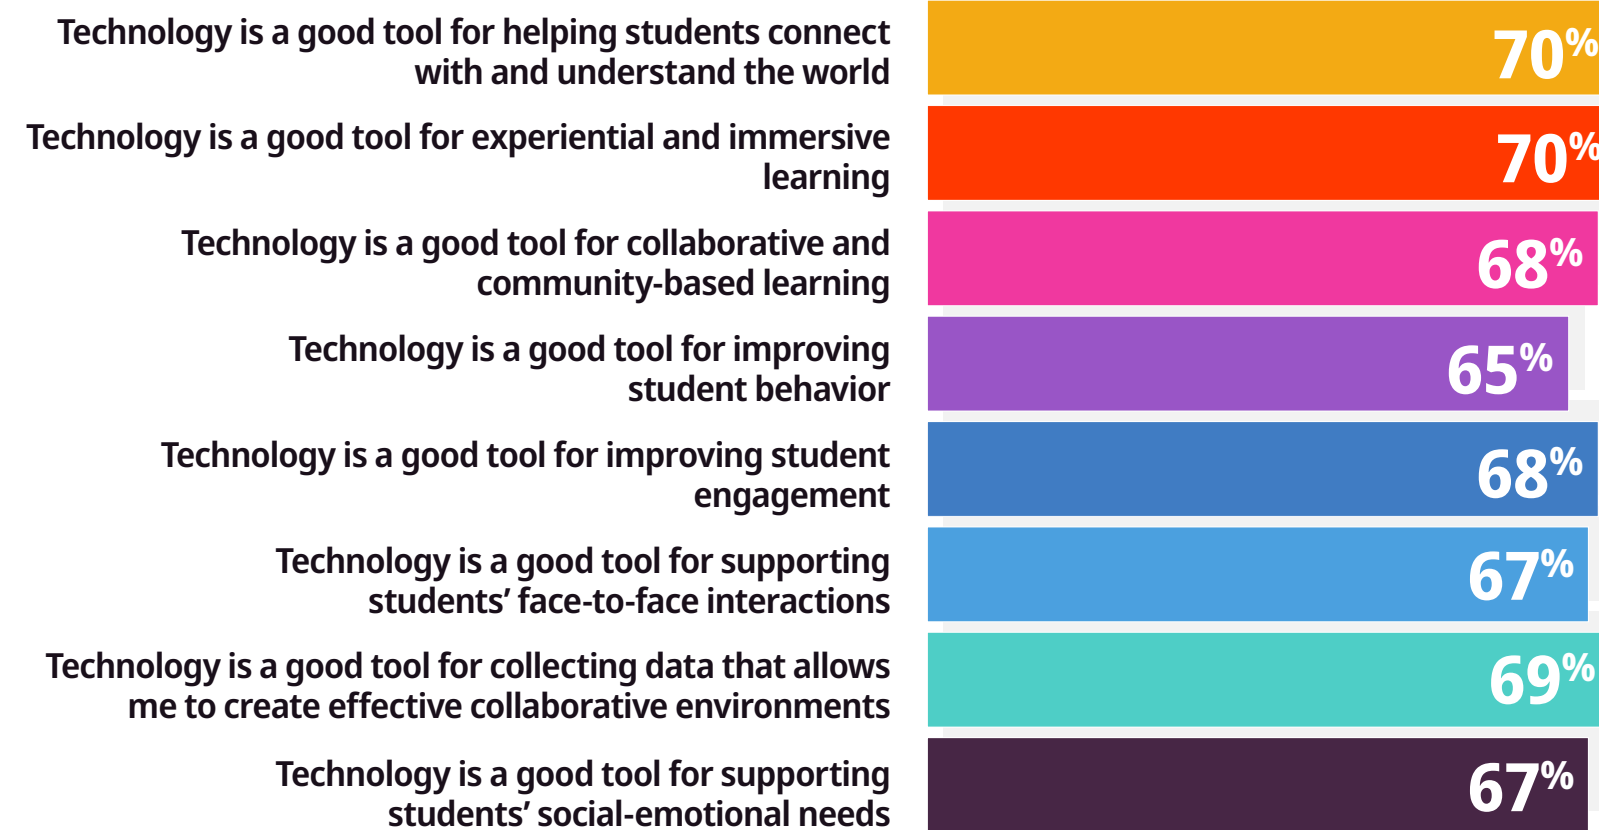 Technology is a good tool for helping students connect
with and understand the world
70%
Technology is a good tool for experiential and immersive
learning
70%
Technology is a good tool for collaborative and
community-based learning
68%
Technology is a good tool for improving
student behavior
65%
Technology is a good tool for improving student
engagement
68%
Technology is a good tool for supporting
students’ face-to-face interactions
67%
Technology is a good tool for collecting data that allows
me to create effective collaborative environments
69%
Technology is a good tool for supporting
students’ social-emotional needs
67%